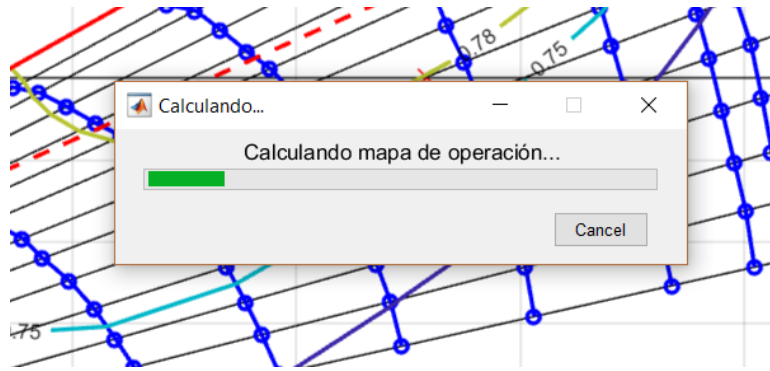 0.78
0.75
Calculando...
Calculando mapa de operación...
Cancel
.75